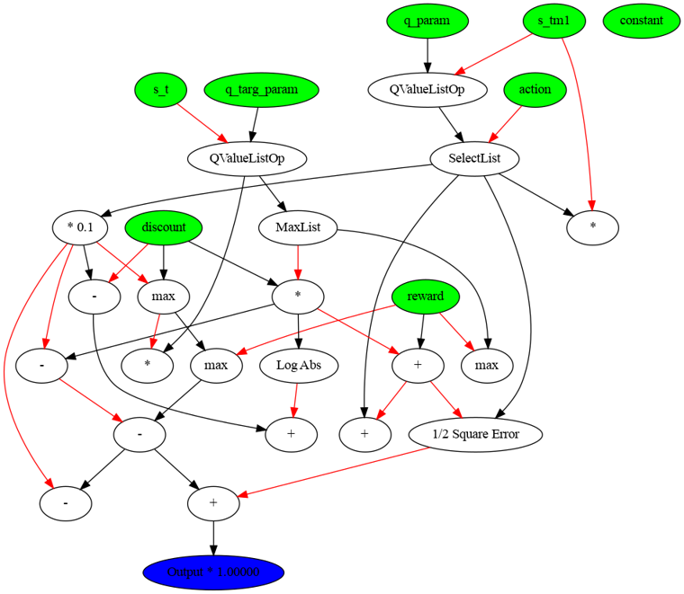 q_param
s_tm1
constant
s_t
q_targ_param
QValueListOp
action
QValueListOp
SelectList
* 0.1
discount
MaxList
*
-
max
*
reward
-
*
max
Log Abs
+
max
-
+
+
1/2 Square Error
-
+
Output * 1.00000